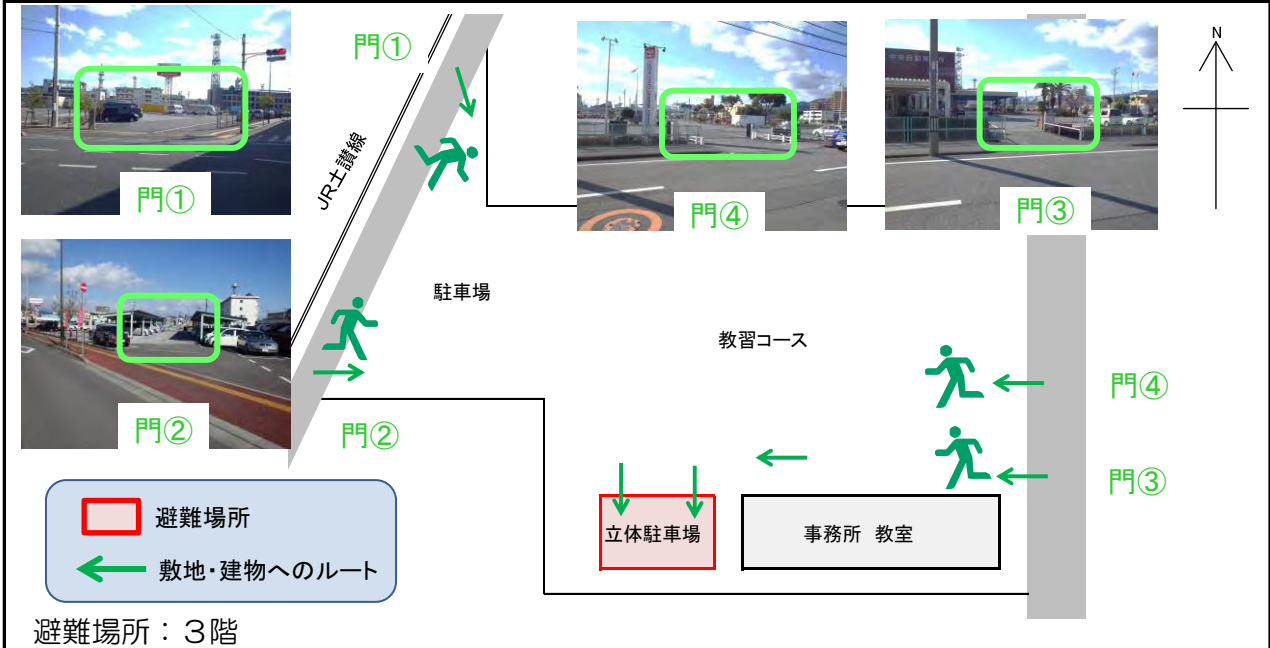 門①
門①
門④
門③
N
JR土讃線
門②
駐車場
教習コース
門④
門②
門③
立体駐車場
事務所 教室
避難場所
敷地・建物へのルート
避難場所：３階